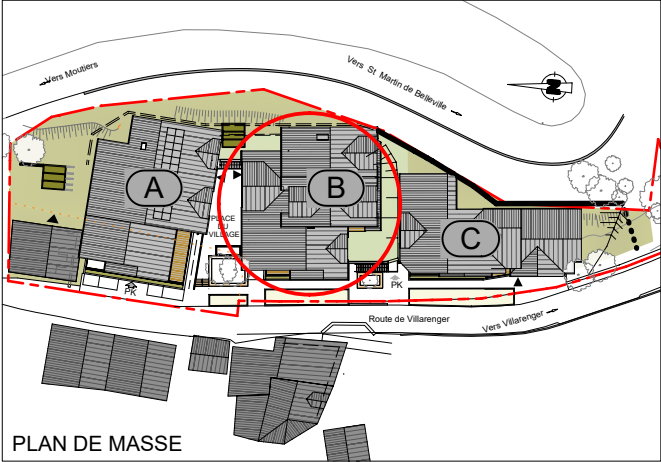 Vers Moutiers
Vers St Martin de Belleville
N
A
B
C
PLACE
DU
VILLAGE
PK
PK
Route de Villarenger
Vers Villarenger
PLAN DE MASSE